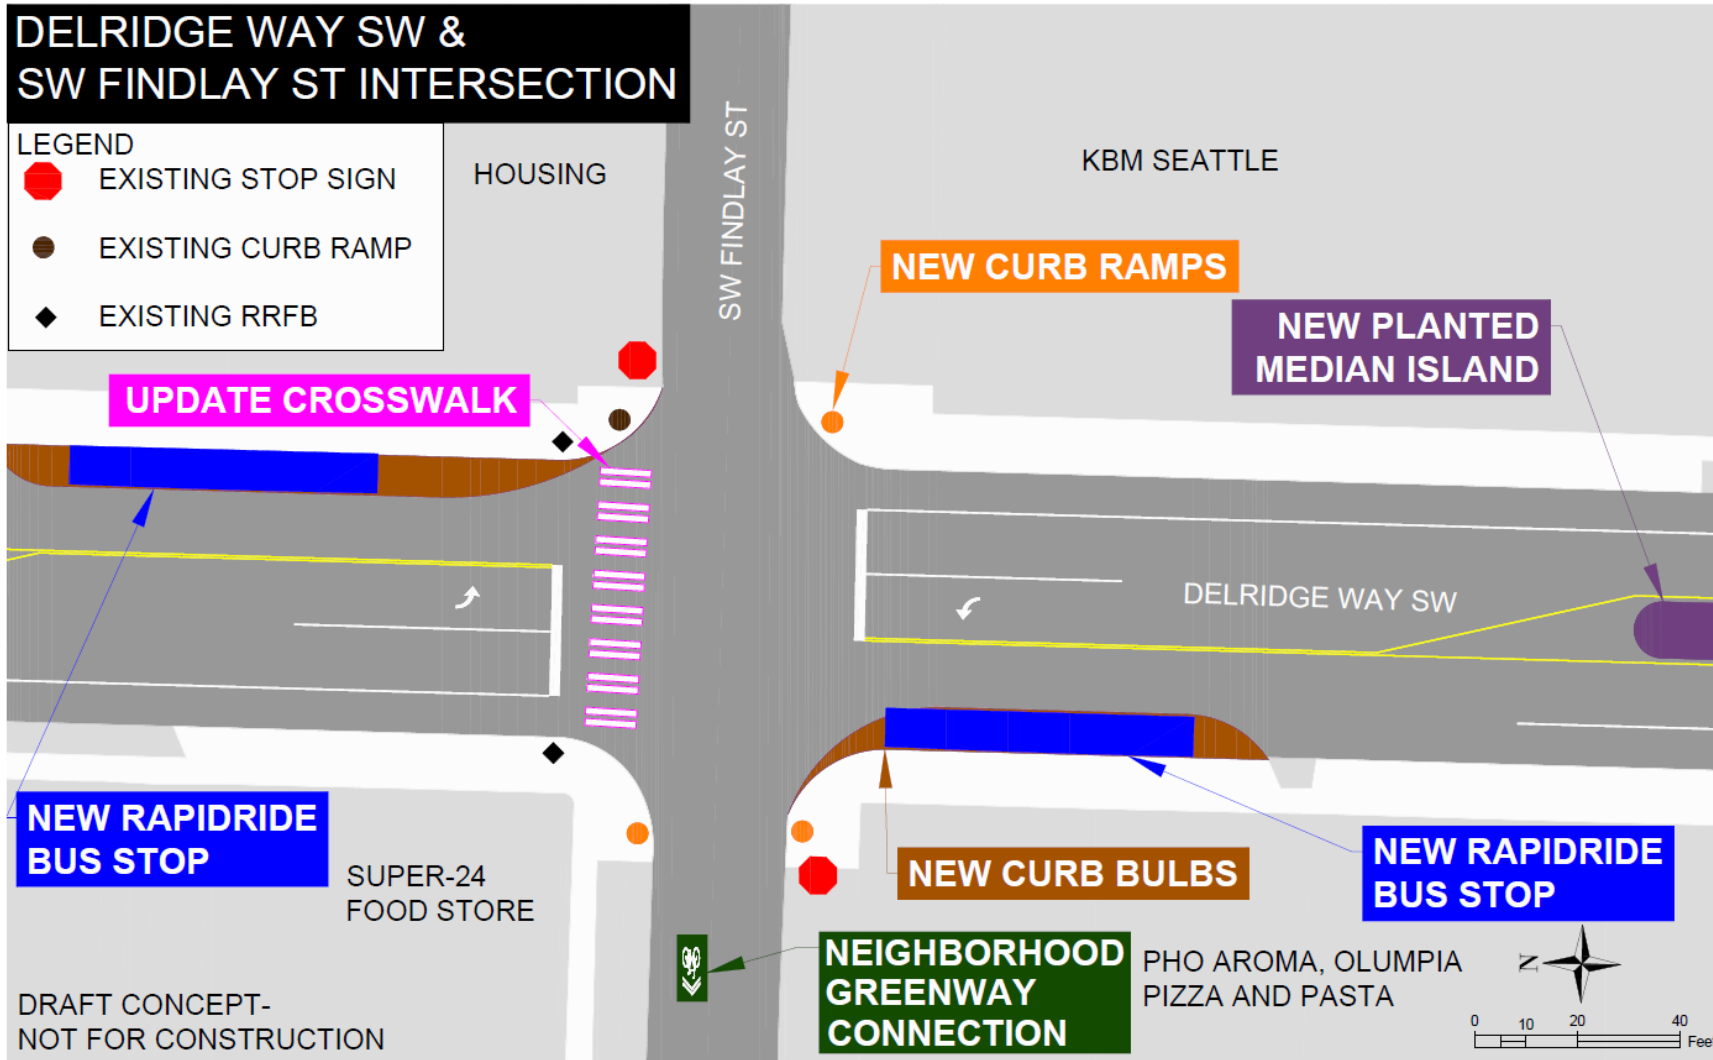 DELRIDGE WAY SW &
SW FINDLAY ST INTERSECTION
LEGEND
EXISTING STOP SIGN
EXISTING CURB RAMP
EXISTING RRFB
HOUSING
SW FINDLAY ST
KBM SEATTLE
NEW CURB RAMPS
NEW PLANTED
MEDIAN ISLAND
UPDATE CROSSWALK
DELRIDGE WAY SW
NEW RAPIDRIDE
BUS STOP
SUPER-24
FOOD STORE
NEW CURB BULBS
NEW RAPIDRIDE
BUS STOP
NEIGHBORHOOD
GREENWAY
CONNECTION
PHO AROMA, OLUMPIA
PIZZA AND PASTA
N
DRAFT CONCEPT-
NOT FOR CONSTRUCTION
0 10 20 40
Feet